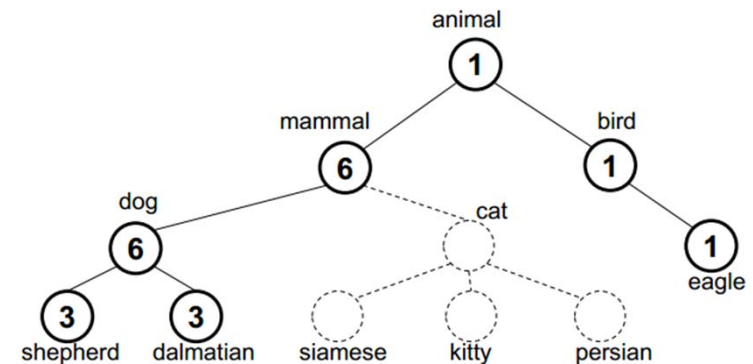 animal
1
mammal
bird
6
1
dog
cat
6
1
eagle
3
3
shepherd dalmatian siamese kitty persian